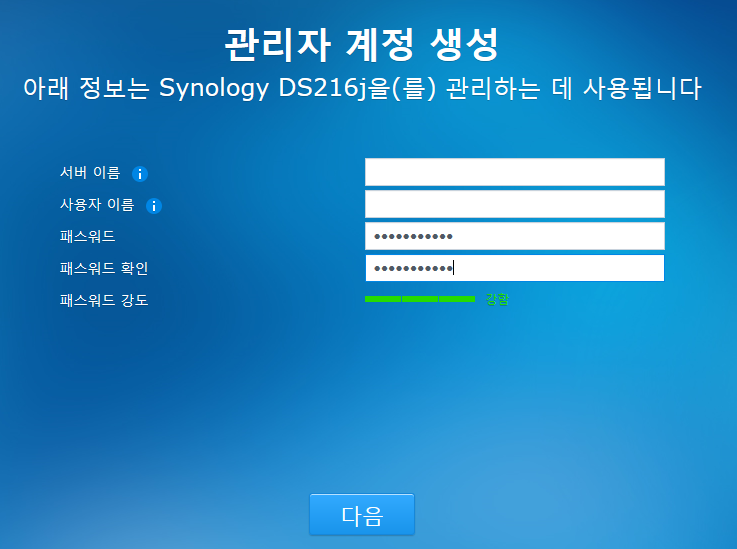 관리자 계정 생성
아래 정보는 Synology DS216j을(를) 관리하는 데 사용됩니다
서버 이름
사용자 이름
패스워드 •••••••••••
패스워드 확인 •••••••••••
패스워드 강도 강함
다음